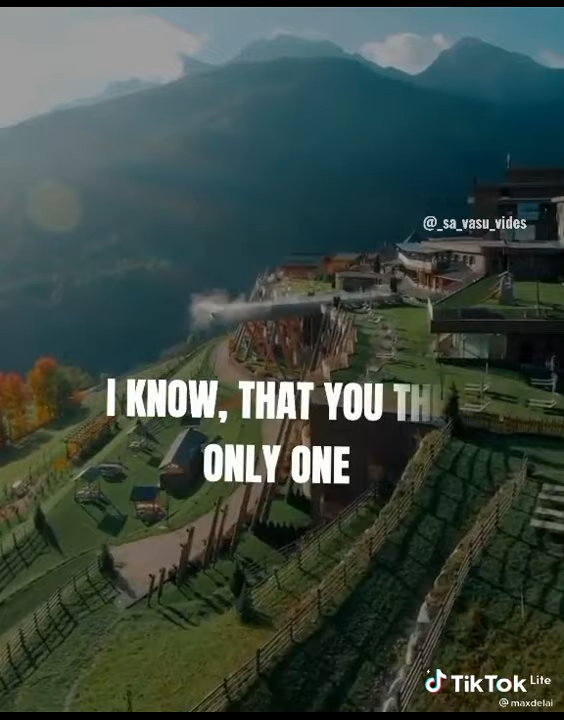 @_sa_vasu_vides
I KNOW, THAT YOU
ONLY ONE
TikTok Lite
@maxdelai